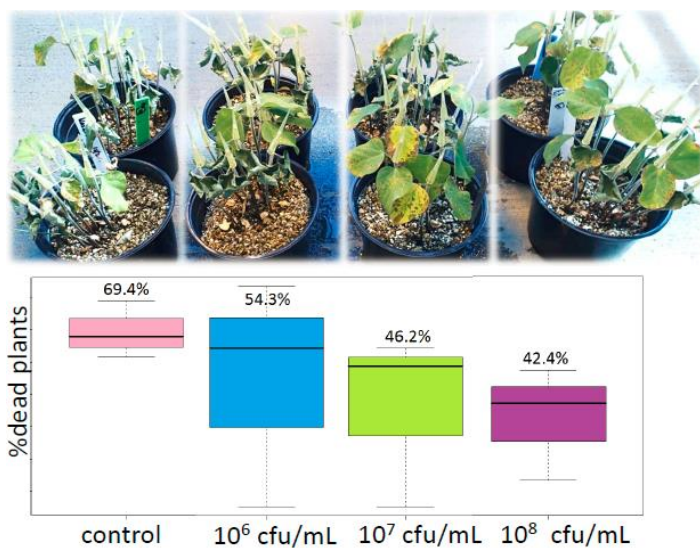 69.4%
54.3%
46.2%
42.4%
%dead plants
control
10⁶ cfu/mL
10⁷ cfu/mL
10⁸ cfu/mL